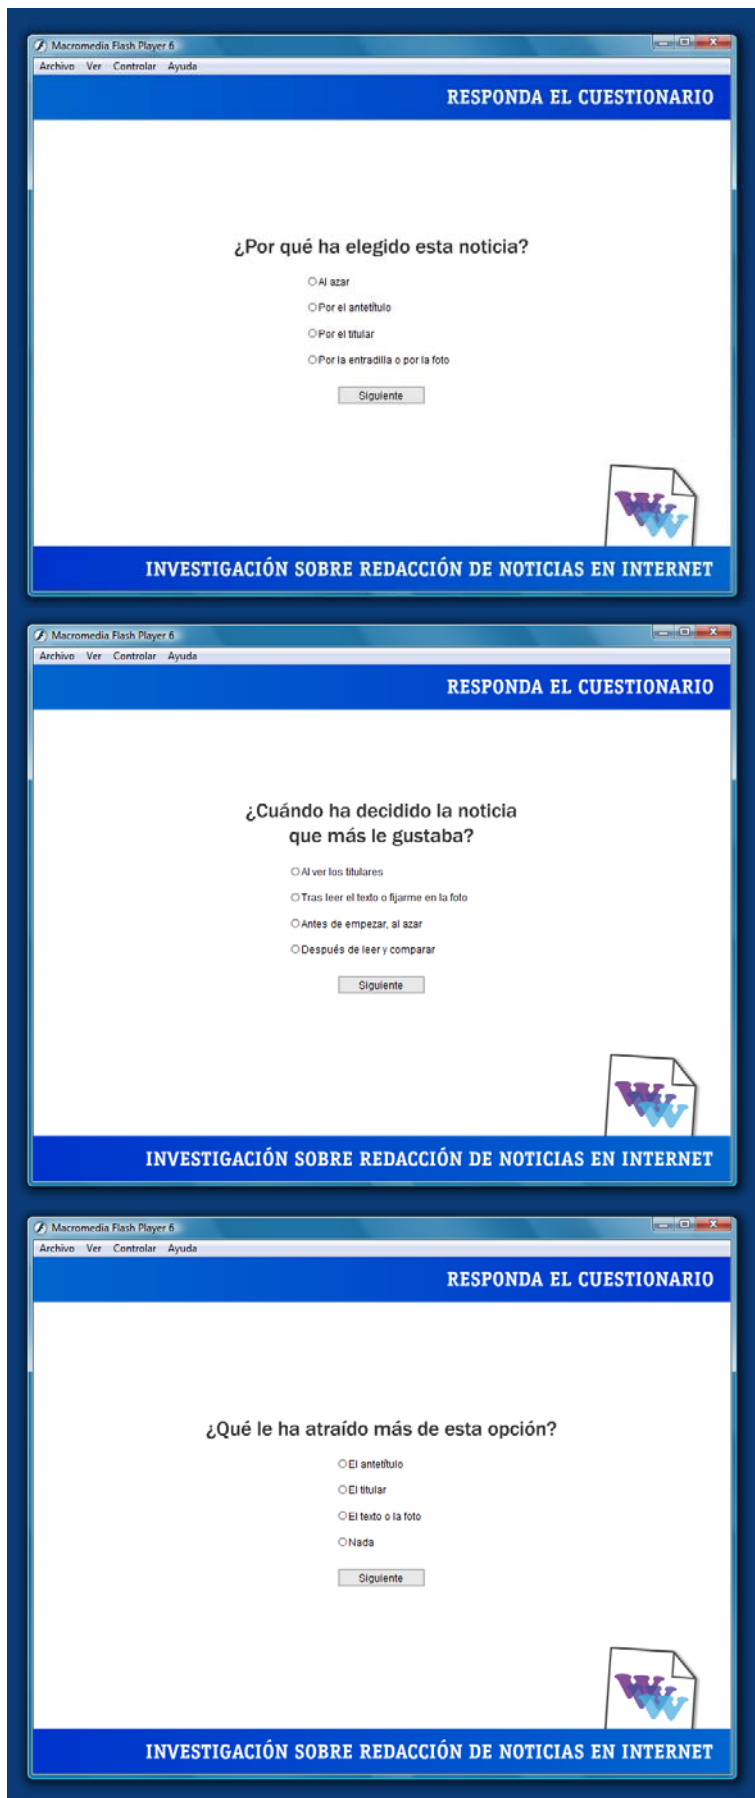 Macromedia Flash Player 6
Archivo Ver Controlar Ayuda
RESPONDA EL CUESTIONARIO
¿Por qué ha elegido esta noticia?
Al azar
Por el antetítulo
Por el titular
Por la entradilla o por la foto
Siguiente
WWW
INVESTIGACIÓN SOBRE REDACCIÓN DE NOTICIAS EN INTERNET
Macromedia Flash Player 6
Archivo Ver Controlar Ayuda
RESPONDA EL CUESTIONARIO
¿Cuándo ha decidido la noticia
que más le gustaba?
Al ver los titulares
Tras leer el texto o fijarme en la foto
Antes de empezar, al azar
Después de leer y comparar
Siguiente
WWW
INVESTIGACIÓN SOBRE REDACCIÓN DE NOTICIAS EN INTERNET
Macromedia Flash Player 6
Archivo Ver Controlar Ayuda
RESPONDA EL CUESTIONARIO
¿Qué le ha atraído más de esta opción?
El antetítulo
El titular
El texto o la foto
Nada
Siguiente
WWW
INVESTIGACIÓN SOBRE REDACCIÓN DE NOTICIAS EN INTERNET